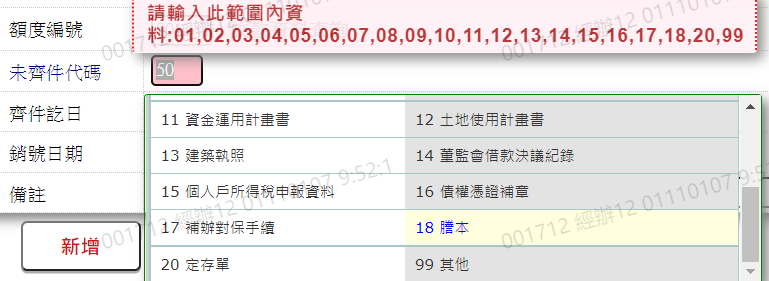 請輸入此範圍內資
料:01,02,03,04,05,06,07,08,09,10,11,12,13,14,15,16,17,18,20,99
額度編號
未齊件代碼 50
齊件訖日
11 資金運用計畫書 12 土地使用計畫書
銷號日期
13 建築執照 14 董監會借款決議紀錄
備註
15 個人戶所得稅申報資料 16 債權憑證補章
17 補辦對保手續 18 謄本
新增
20 定存單 99 其他
001712 經辦12 01110107 9:52:1
001712 經辦12 01110107